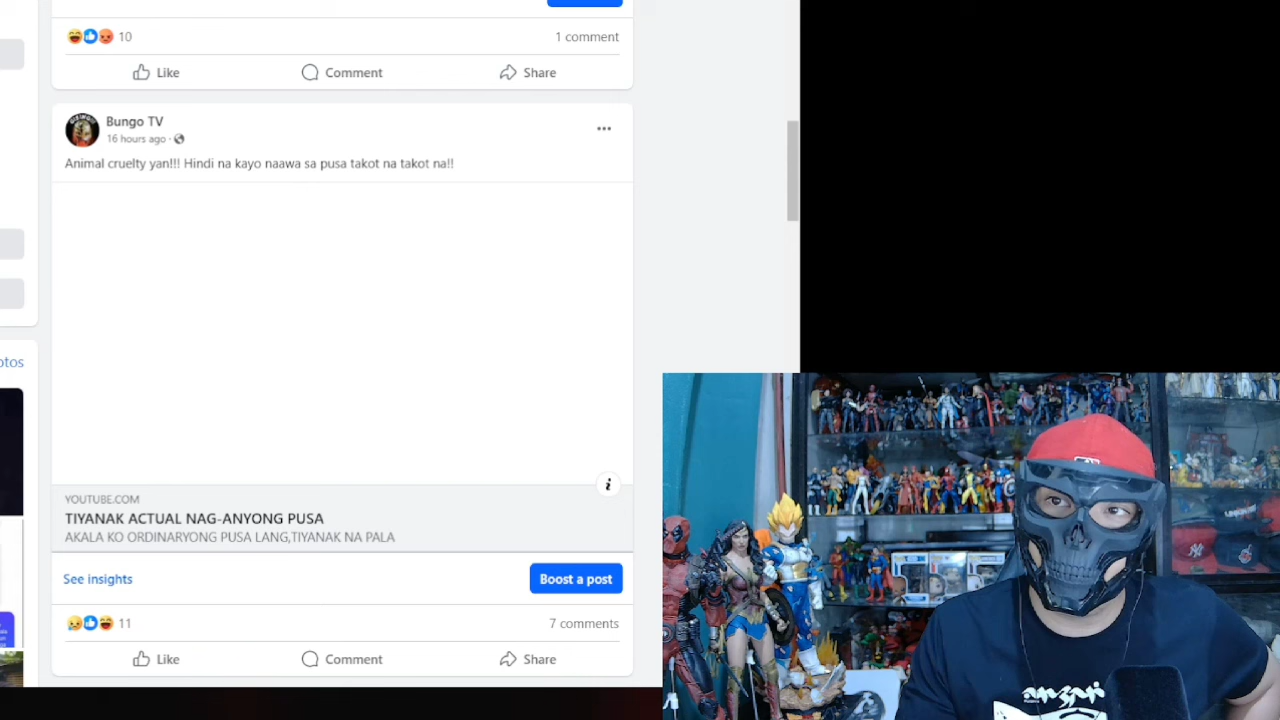 10
1 comment
Like
Comment
Share
Bungo TV
16 hours ago
Animal cruelty yan!!! Hindi na kayo naawa sa pusa takot na takot na!!
otos
YOUTUBE.COM
TIYANAK ACTUAL NAG-ANYONG PUSA
AKALA KO ORDINARYONG PUSA LANG,TIYANAK NA PALA
See insights
Boost a post
11
7 comments
Like
Comment
Share